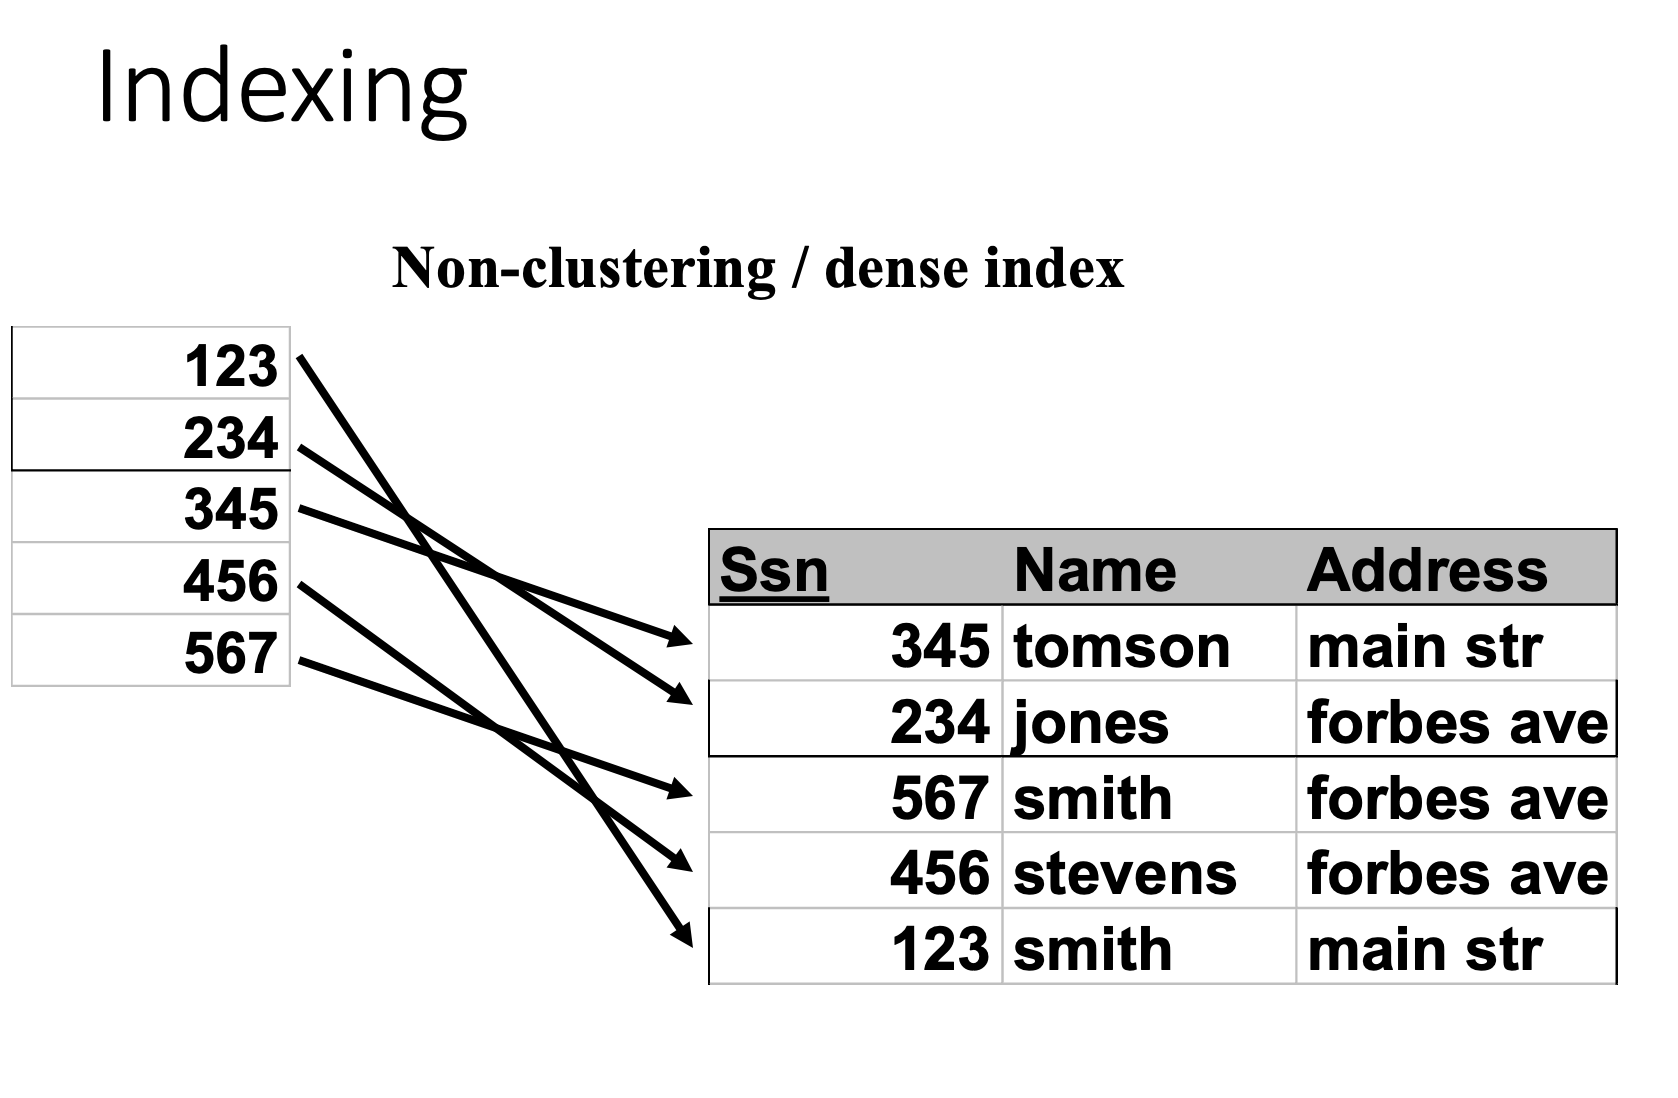 Indexing
Non-clustering / dense index
123
234
345
456
567
Ssn Name Address
345 tomson main str
234 jones forbes ave
567 smith forbes ave
456 stevens forbes ave
123 smith main str